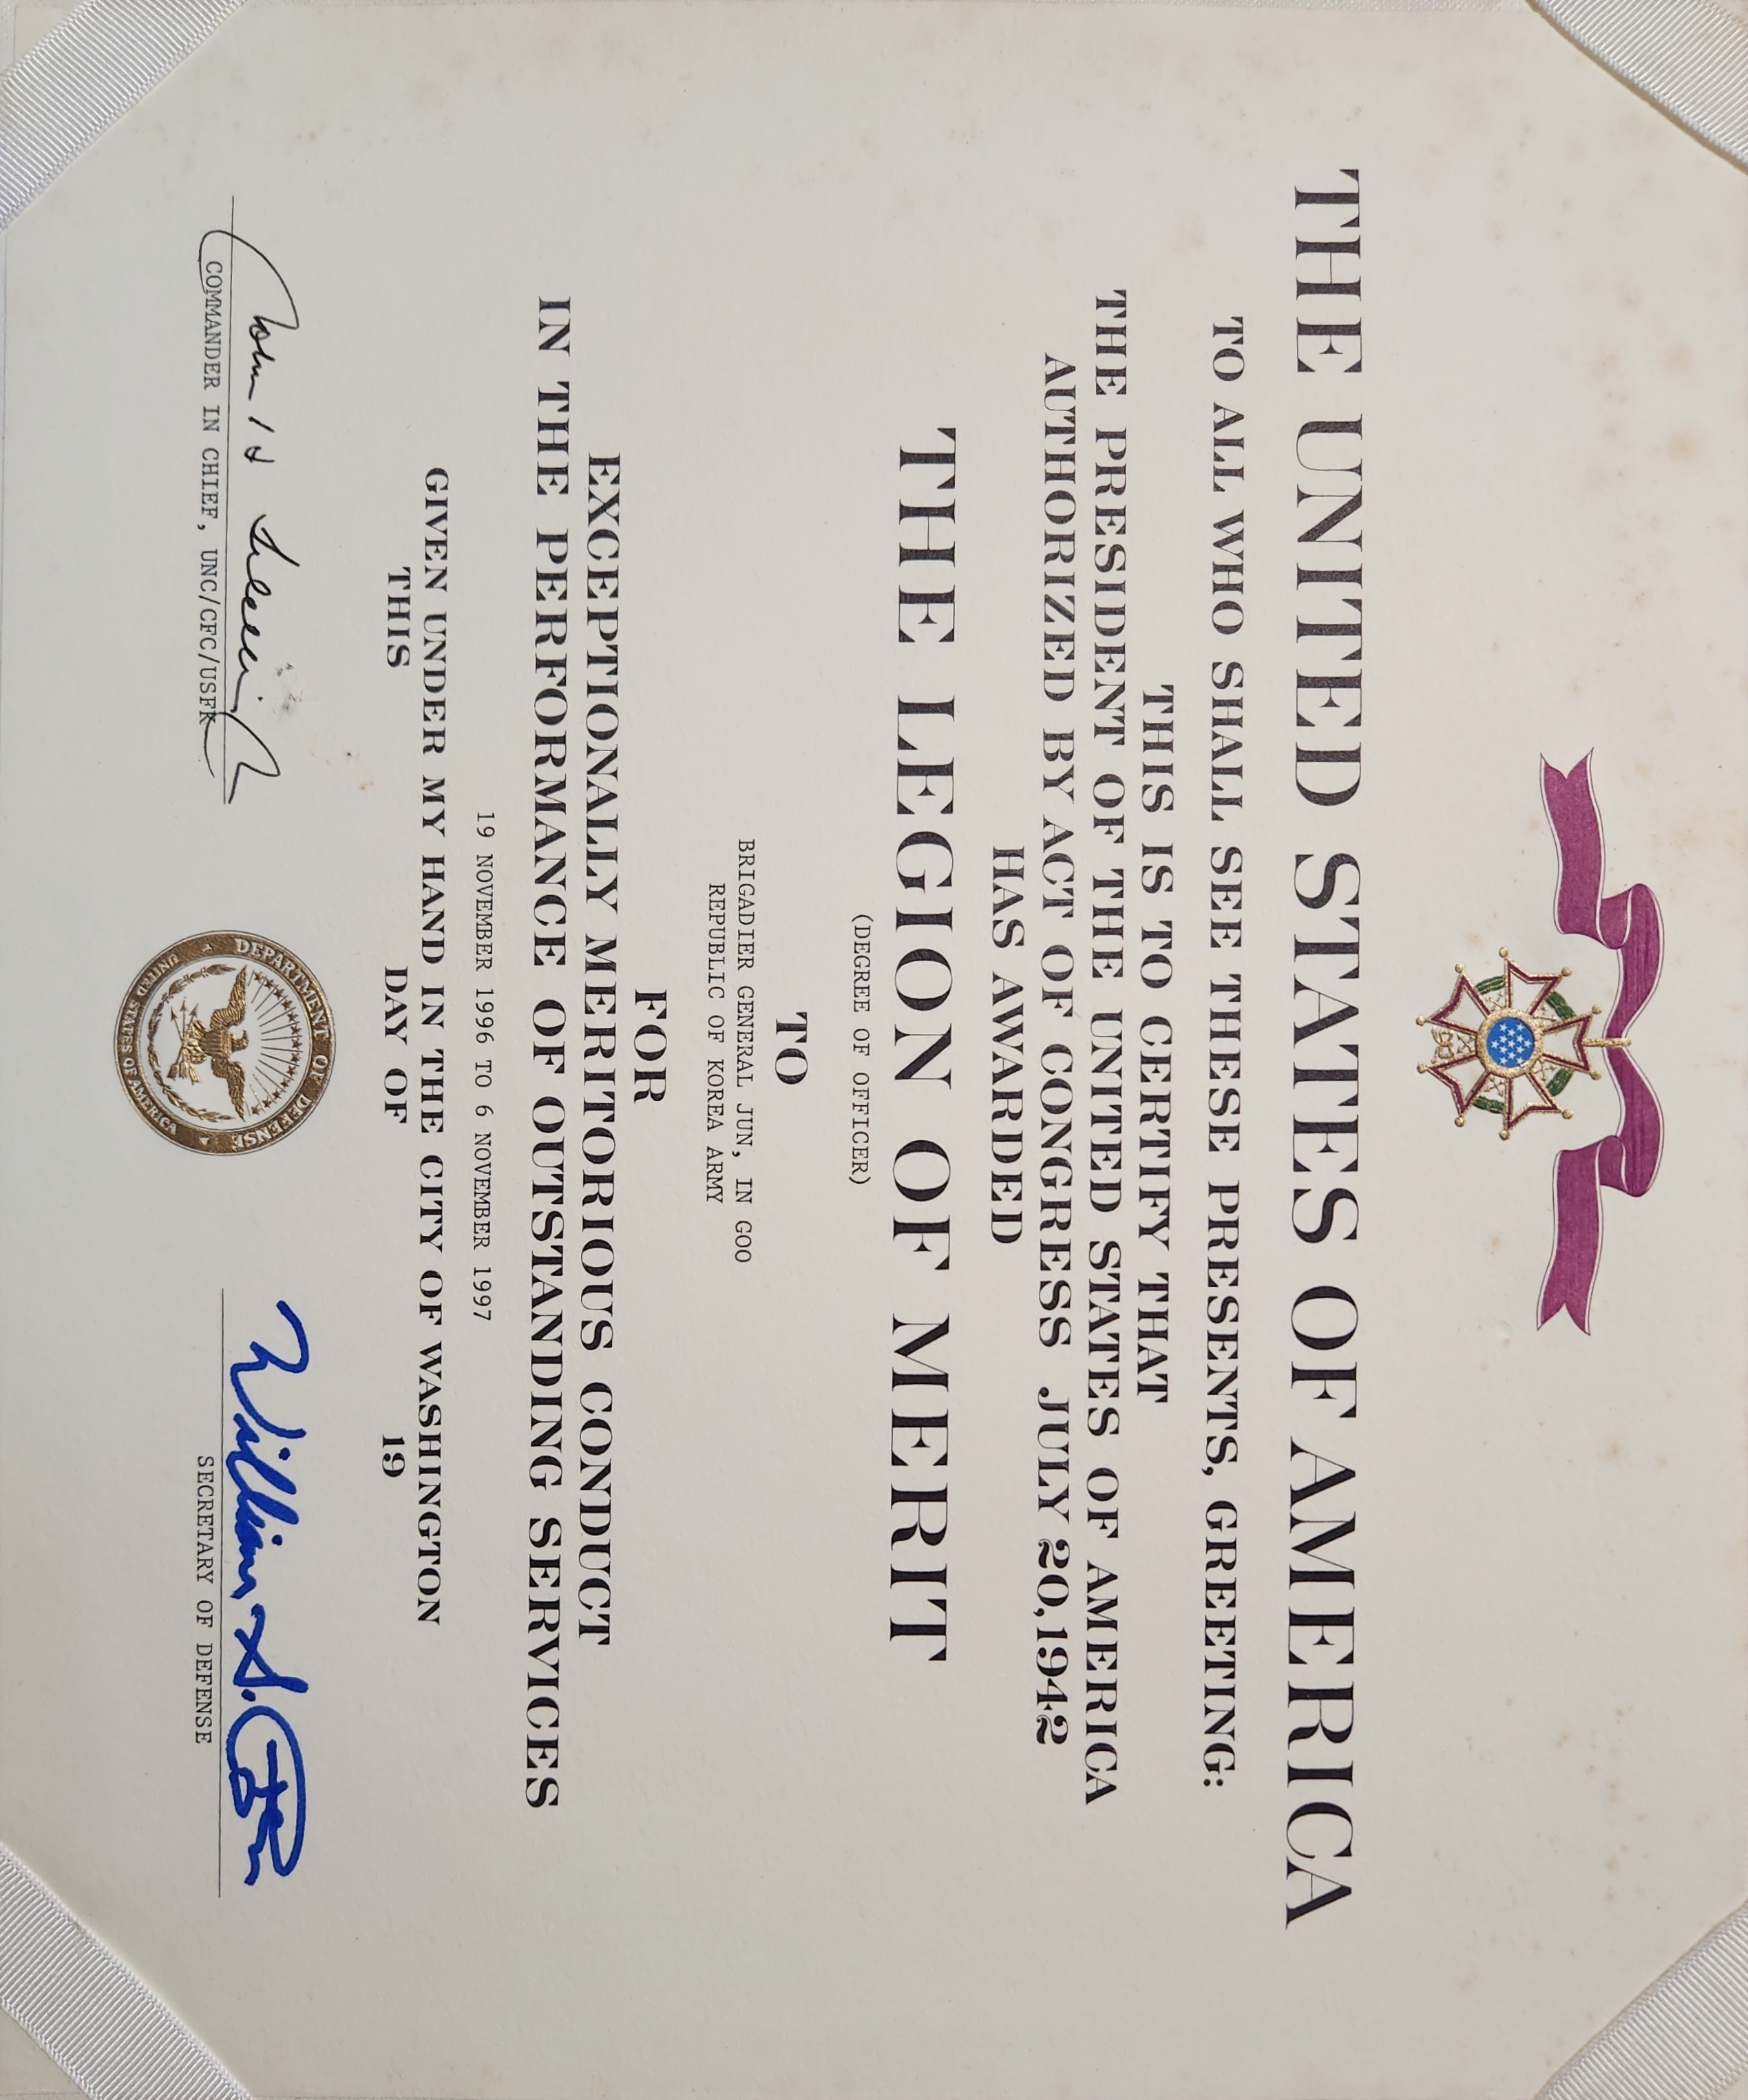 THE UNITED STATES OF AMERICA
TO ALL WHO SHALL SEE THESE PRESENTS, GREETING:
THIS IS TO CERTIFY THAT
THE PRESIDENT OF THE UNITED STATES OF AMERICA
AUTHORIZED BY ACT OF CONGRESS JULY 20, 1942
HAS AWARDED
THE LEGION OF MERIT
(DEGREE OF OFFICER)
TO
BRIGADIER GENERAL JUN, IN GOO
REPUBLIC OF KOREA ARMY
FOR
EXCEPTIONALLY MERITORIOUS CONDUCT
IN THE PERFORMANCE OF OUTSTANDING SERVICES
19 NOVEMBER 1996 TO 6 NOVEMBER 1997
GIVEN UNDER MY HAND IN THE CITY OF WASHINGTON
THIS DAY OF 19
John H
COMMANDER IN CHIEF, UNC/CFC/USFK
DEPARTMENT OF DEFENSE
UNITED STATES OF AMERICA
William S. Cohen
SECRETARY OF DEFENSE